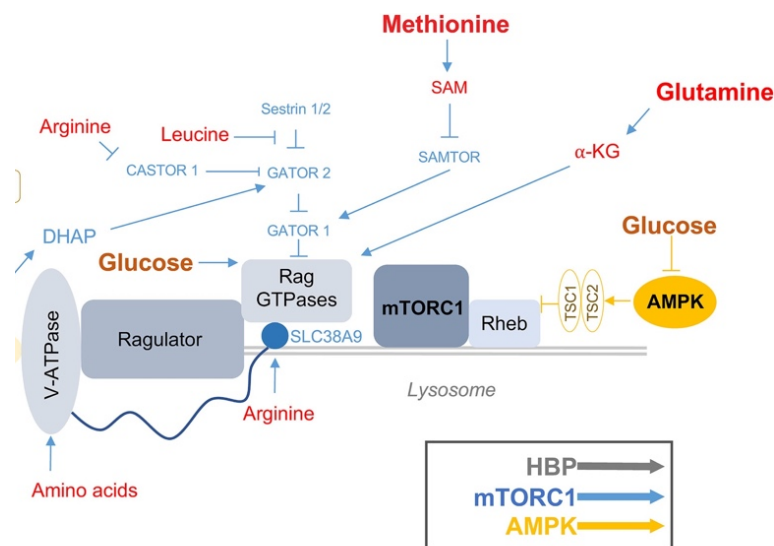 Methionine
SAM
Glutamine
Sestrin 1/2
Arginine
Leucine
CASTOR 1
GATOR 2
SAMTOR
α-KG
DHAP
GATOR 1
Glucose
Glucose
Rag
GTPases
mTORC1
Rheb
TSC1
TSC2
AMPK
V-ATPase
Ragulator
SLC38A9
Lysosome
Arginine
Amino acids
HBP
mTORC1
AMPK